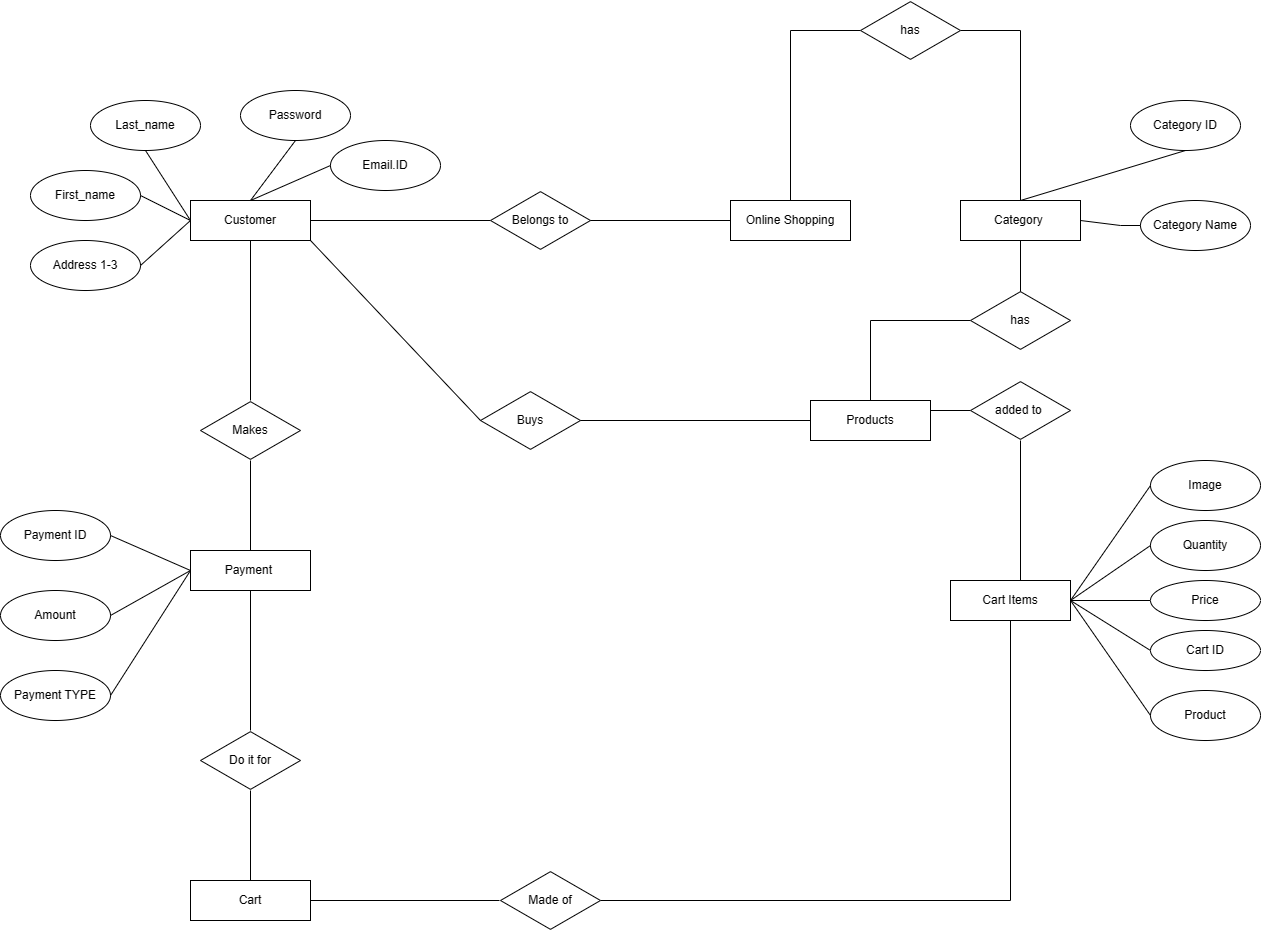 has
Password
Last_name
Category ID
Email.ID
First_name
Customer
Belongs to
Online Shopping
Category
Category Name
Address 1-3
has
added to
Makes
Buys
Products
Image
Payment ID
Quantity
Payment
Price
Cart Items
Amount
Cart ID
Payment TYPE
Product
Do it for
Cart
Made of